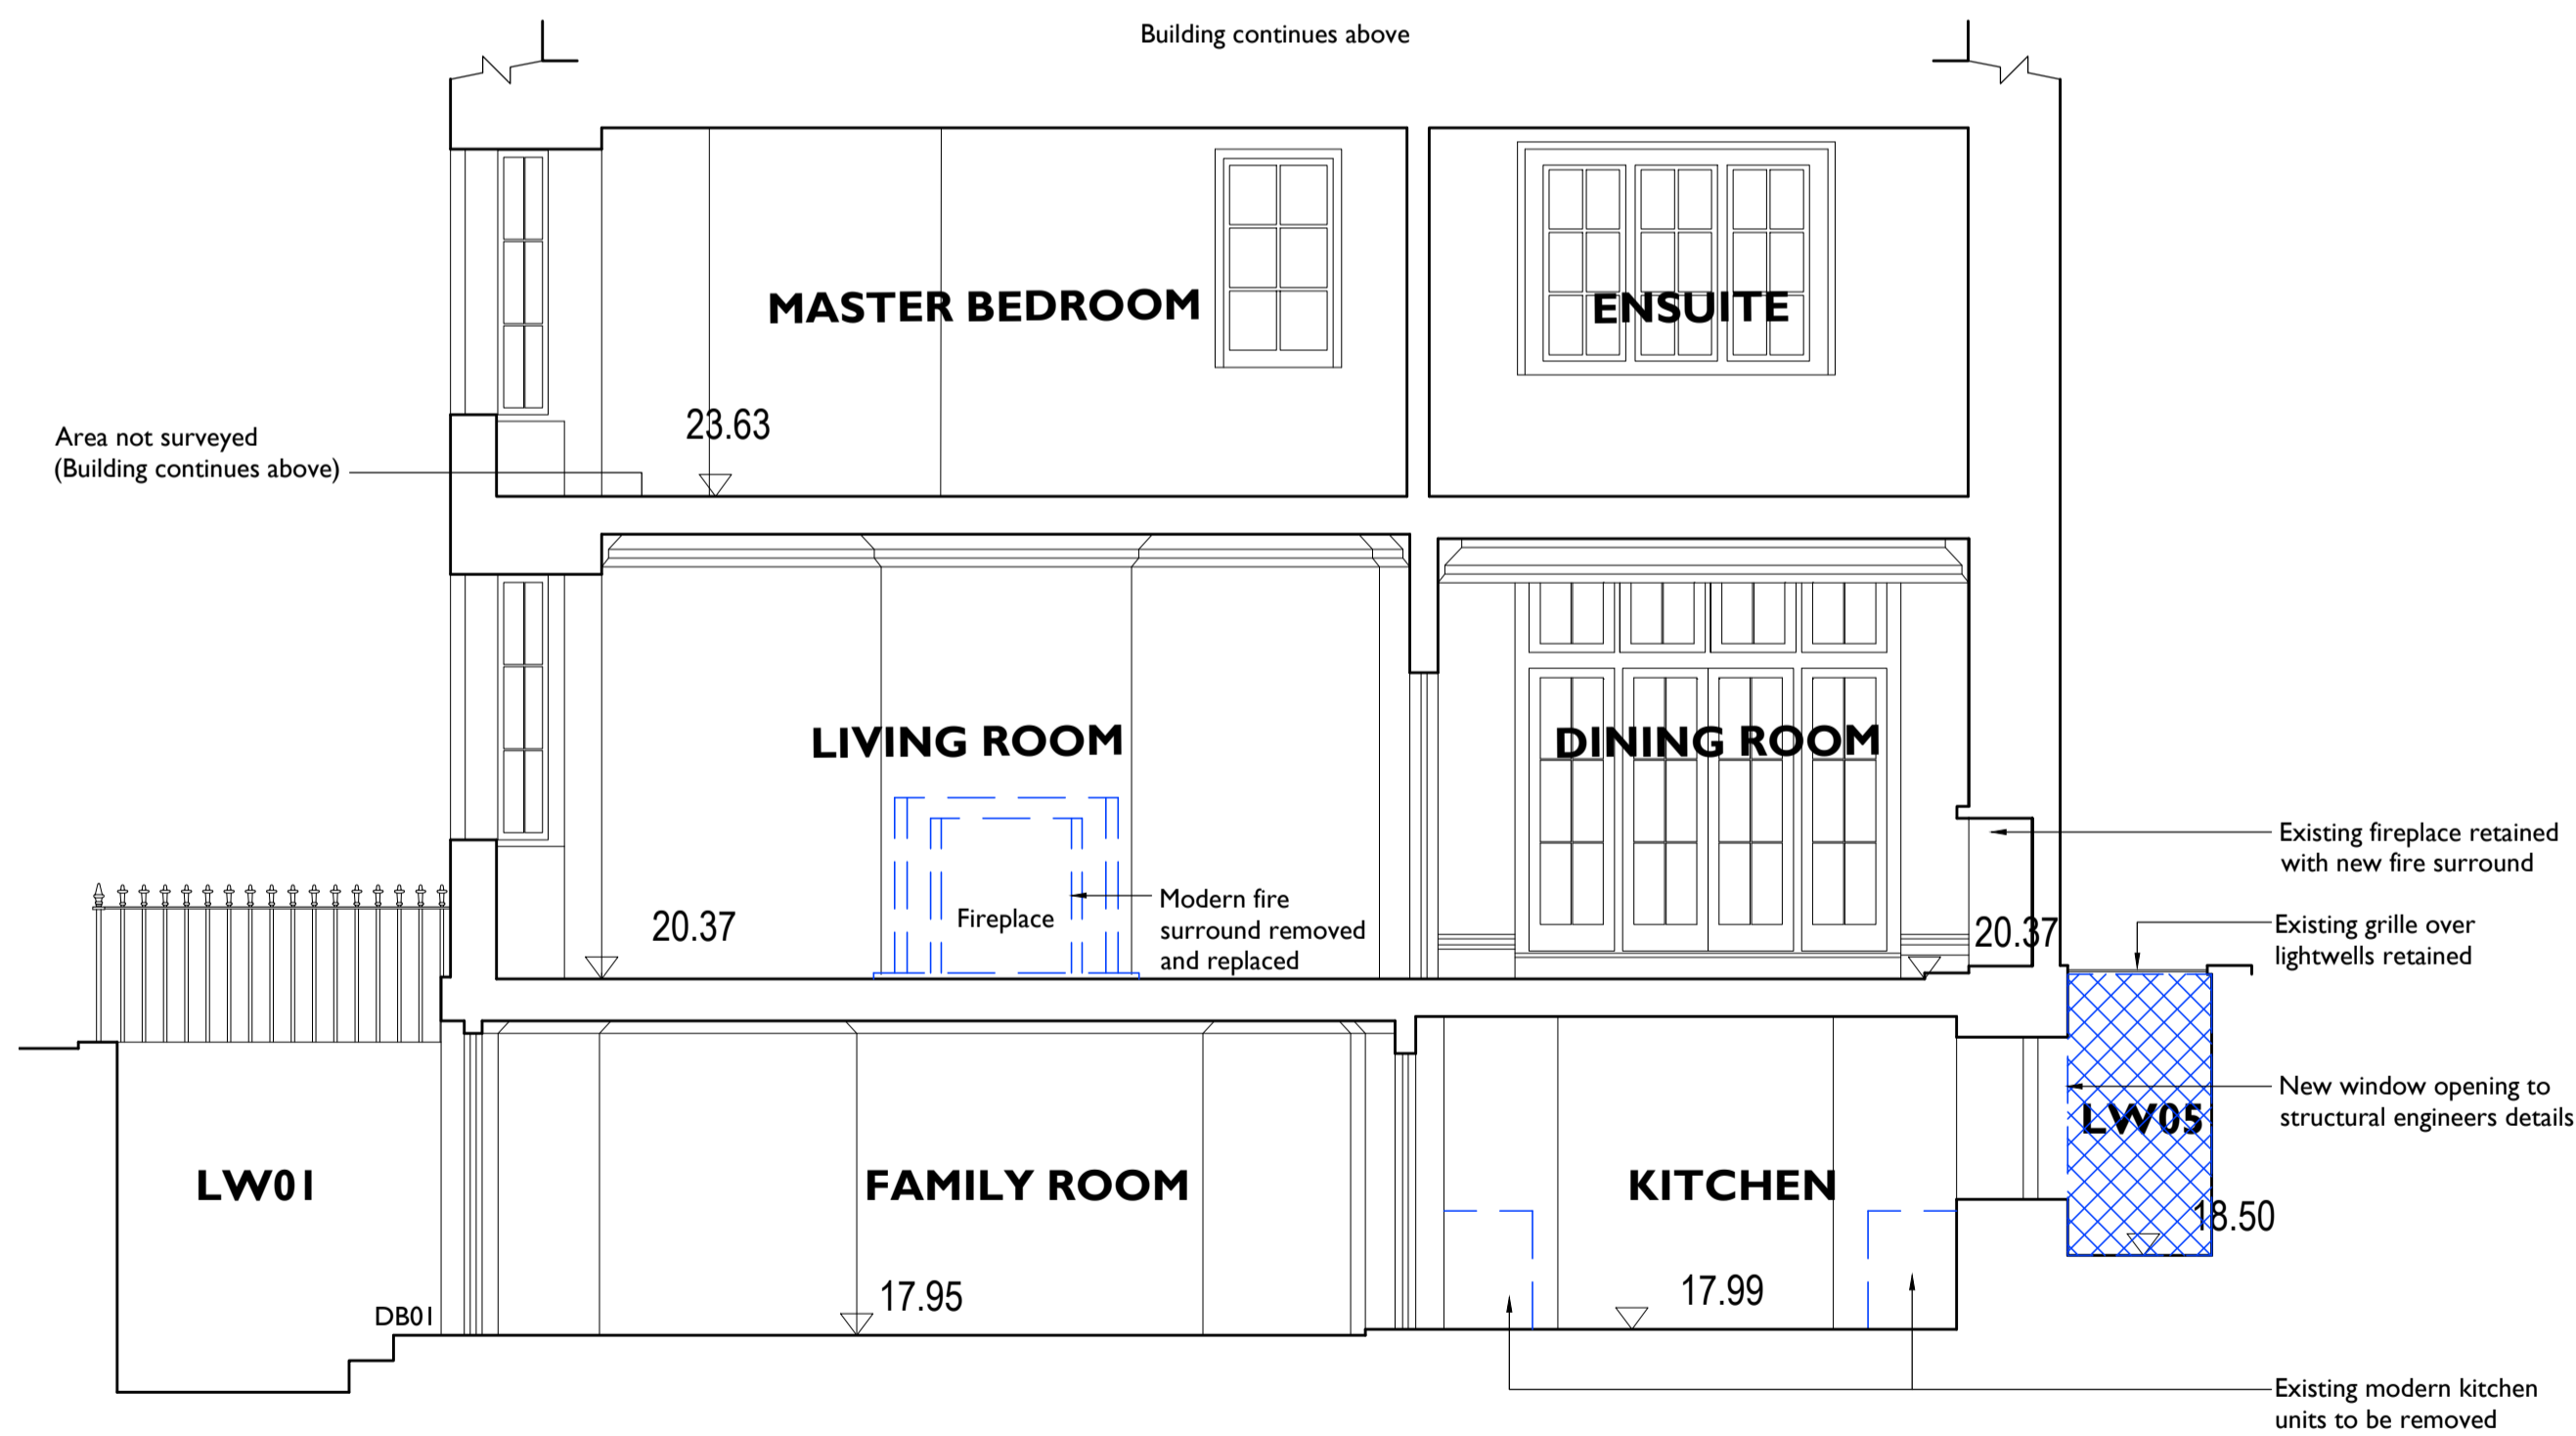 Building continues above
MASTER BEDROOM
ENSUITE
23.63
Area not surveyed
(Building continues above)
LIVING ROOM
DINING ROOM
Existing fireplace retained
with new fire surround
Fireplace
Modern fire
surround removed
and replaced
20.37
20.37
Existing grille over
lightwells retained
New window opening to
structural engineers details
LW05
LW01
FAMILY ROOM
KITCHEN
18.50
17.95
17.99
DB01
Existing modern kitchen
units to be removed